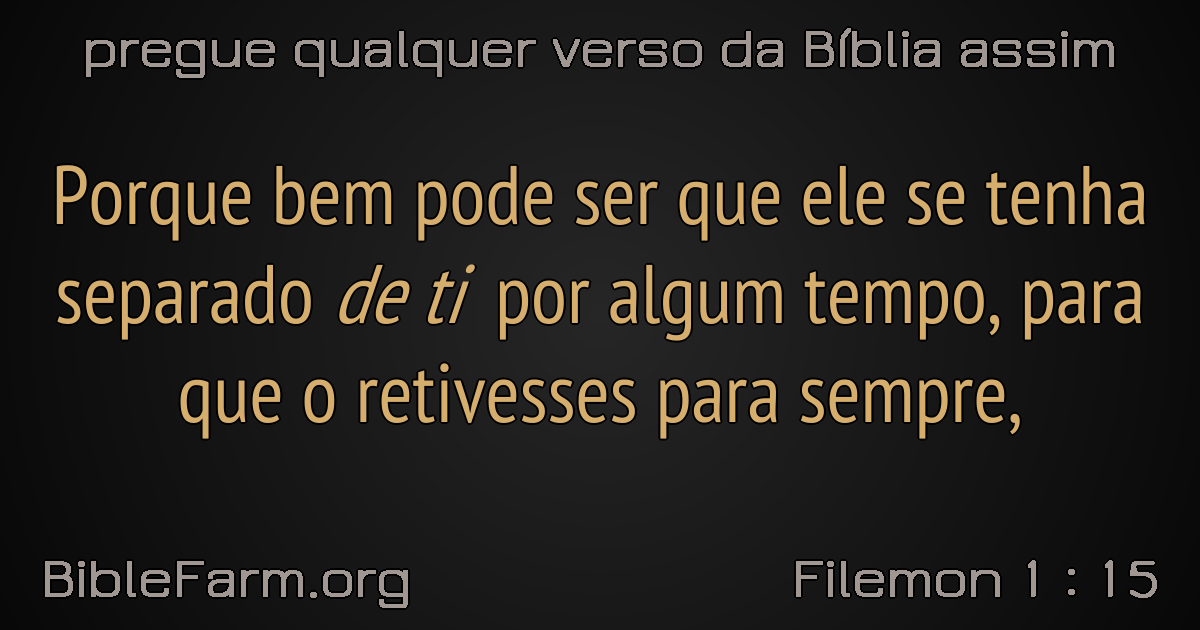 pregue qualquer verso da Bíblia assim
Porque bem pode ser que ele se tenha
separado de ti por algum tempo, para
que o retivesses para sempre,
BibleFarm.org
Filemon 1 : 15